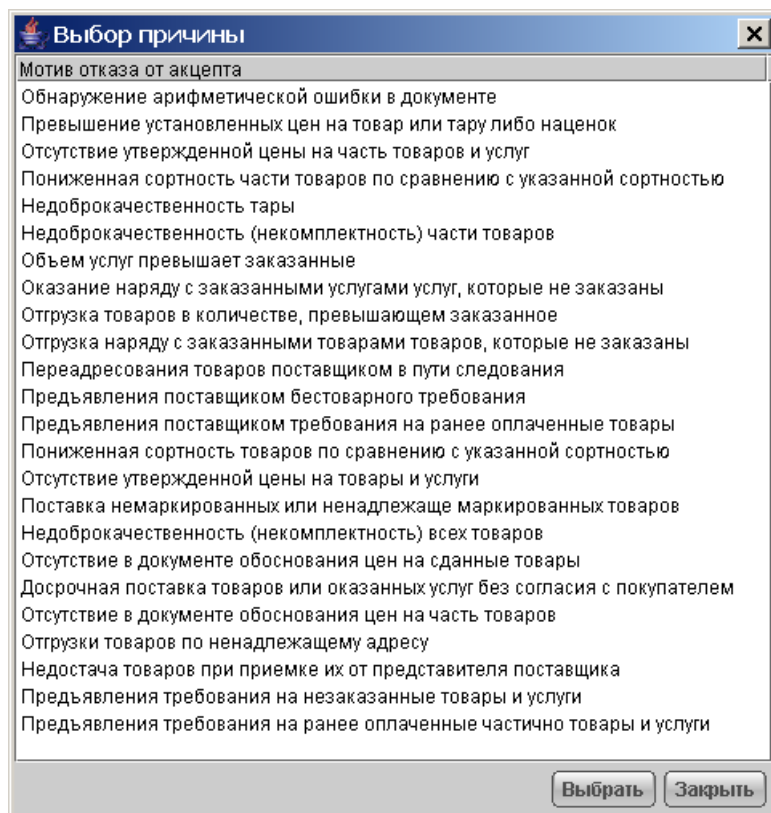 Выбор причины
Мотив отказа от акцепта
Обнаружение арифметической ошибки в документе
Превышение установленных цен на товар или тару либо наценок
Отсутствие утвержденной цены на часть товаров и услуг
Пониженная сортность части товаров по сравнению с указанной сортностью
Недоброкачественность тары
Недоброкачественность (некомплектность) части товаров
Объем услуг превышает заказанные
Оказание наряду с заказанными услугами услуг, которые не заказаны
Отгрузка товаров в количестве, превышающем заказанное
Отгрузка наряду с заказанными товарами товаров, которые не заказаны
Переадресования товаров поставщиком в пути следования
Предъявления поставщиком бестоварного требования
Предъявления поставщиком требования на ранее оплаченные товары
Пониженная сортность товаров по сравнению с указанной сортностью
Отсутствие утвержденной цены на товары и услуги
Поставка немаркированных или ненадлежаще маркированных товаров
Недоброкачественность (некомплектность) всех товаров
Отсутствие в документе обоснования цен на сданные товары
Досрочная поставка товаров или оказанных услуг без согласия с покупателем
Отсутствие в документе обоснования цен на часть товаров
Отгрузки товаров по ненадлежащему адресу
Недостача товаров при приемке их от представителя поставщика
Предъявления требования на незаказанные товары и услуги
Предъявления требования на ранее оплаченные частично товары и услуги
Выбрать Закрыть